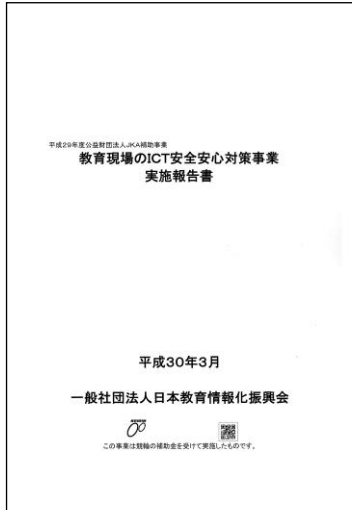 平成29年度公益財団法人JKA補助事業
教育現場のICT安全安心対策事業
実施報告書
平成30年3月
一般社団法人日本教育情報化振興会
この事業は競輪の補助金を受けて実施したものです。